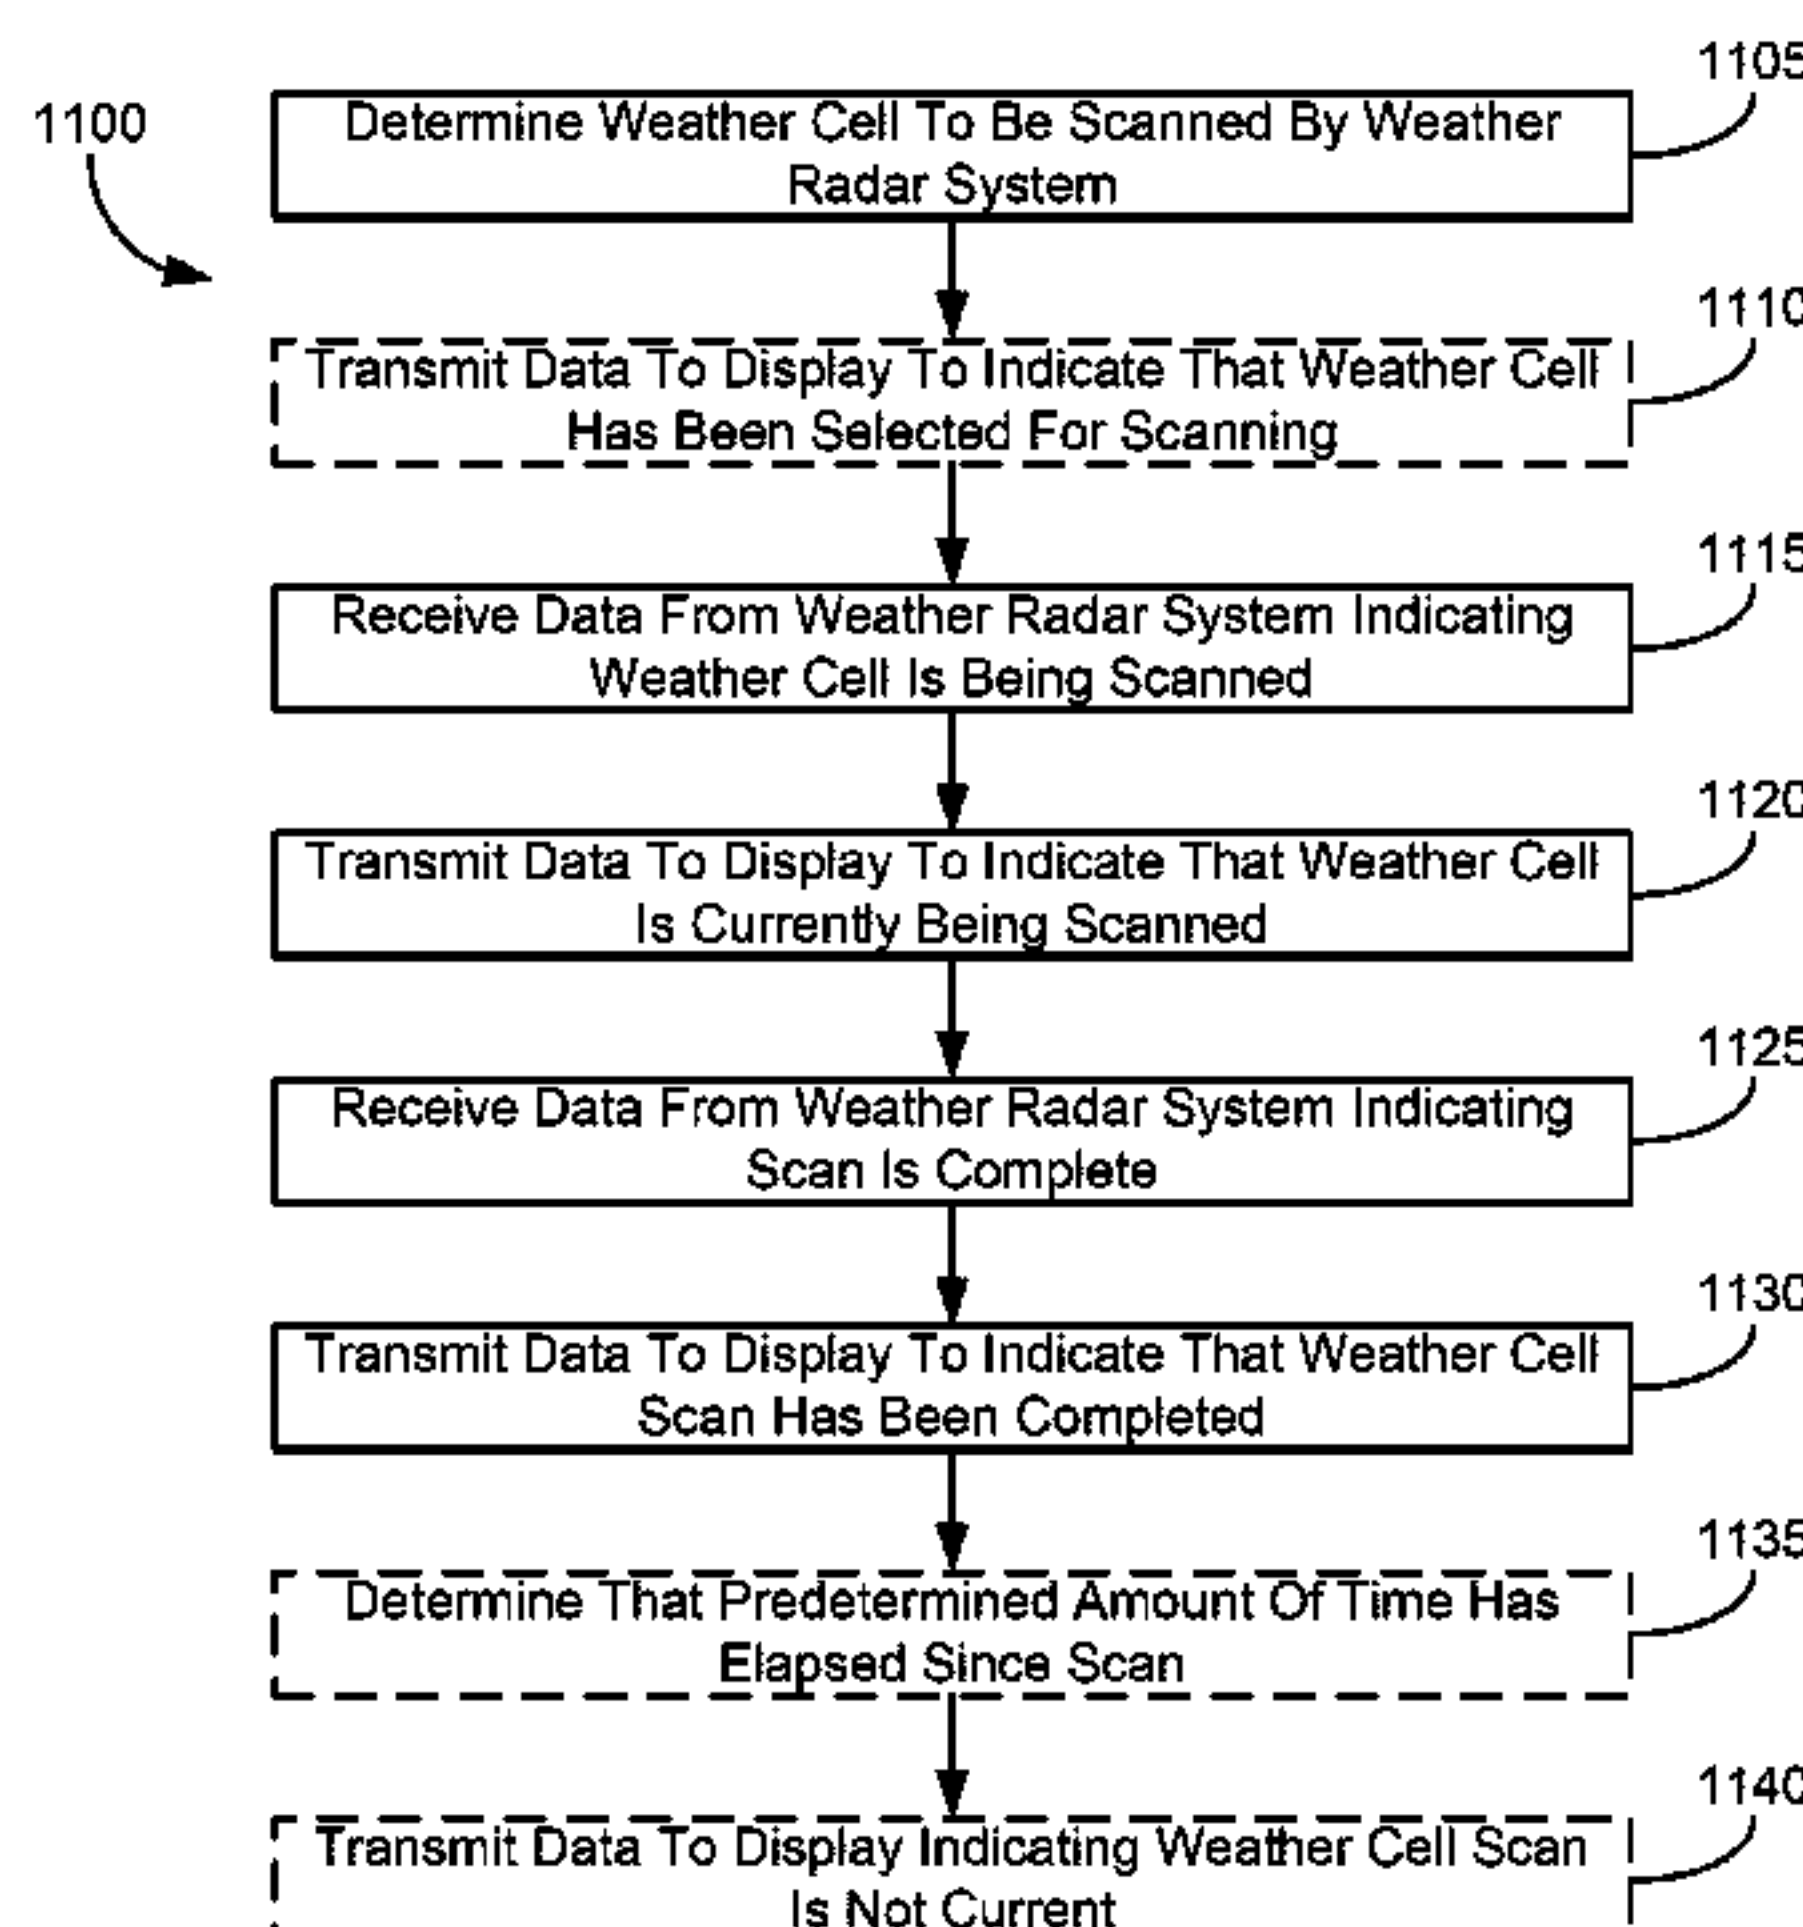 1105
1100
Determine Weather Cell To Be Scanned By Weather
Radar System
1110
Transmit Data To Display To Indicate That Weather Cell
Has Been Selected For Scanning
1115
Receive Data From Weather Radar System Indicating
Weather Cell Is Being Scanned
1120
Transmit Data To Display To Indicate That Weather Cell
Is Currently Being Scanned
1125
Receive Data From Weather Radar System Indicating
Scan Is Complete
1130
Transmit Data To Display To Indicate That Weather Cell
Scan Has Been Completed
1135
Determine That Predetermined Amount Of Time Has
Elapsed Since Scan
1140
Transmit Data To Display Indicating Weather Cell Scan
Is Not Current